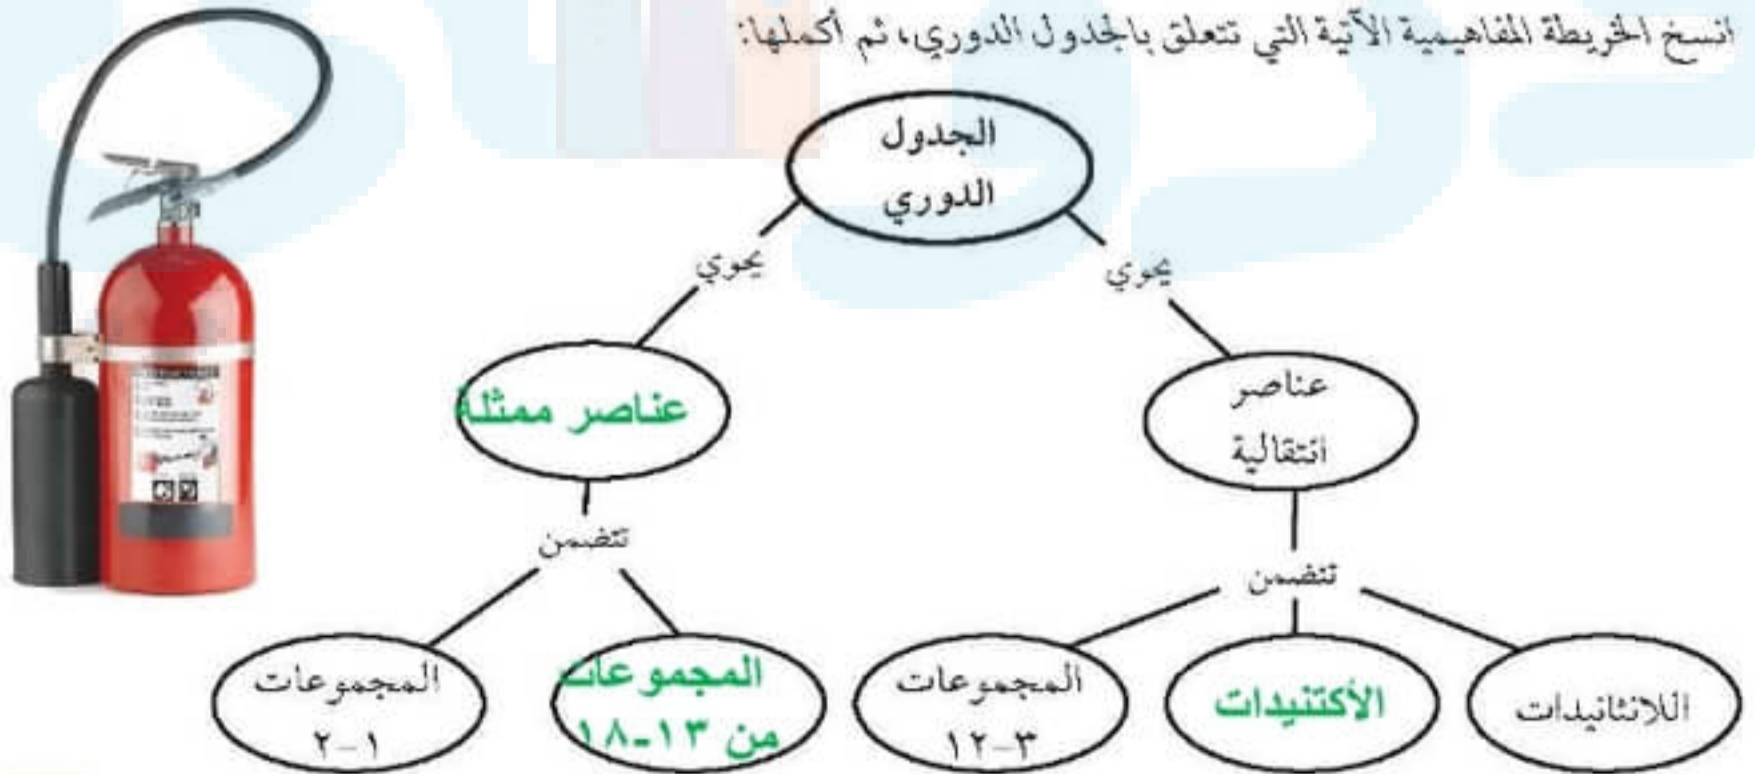 انسخ الخريطة المفاهيمية الآتية التي تتعلق بالجدول الدوري، ثم أكملها:
الجدول
الدوري
يحوي
يحوي
عناصر
انتقالية
عناصر ممثلة
تتضمن
تتضمن
اللانثانيدات
الأكتنيدات
المجموعات
٣-١٢
المجموعات
من ١٣-١٨
المجموعات
١-٢